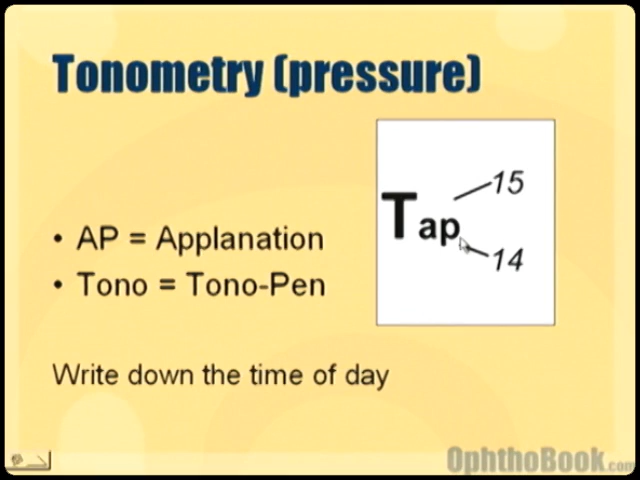 Tonometry (pressure)
• AP = Applanation
• Tono = Tono-Pen
Write down the time of day
15
Tap
14
OphthoBook.com